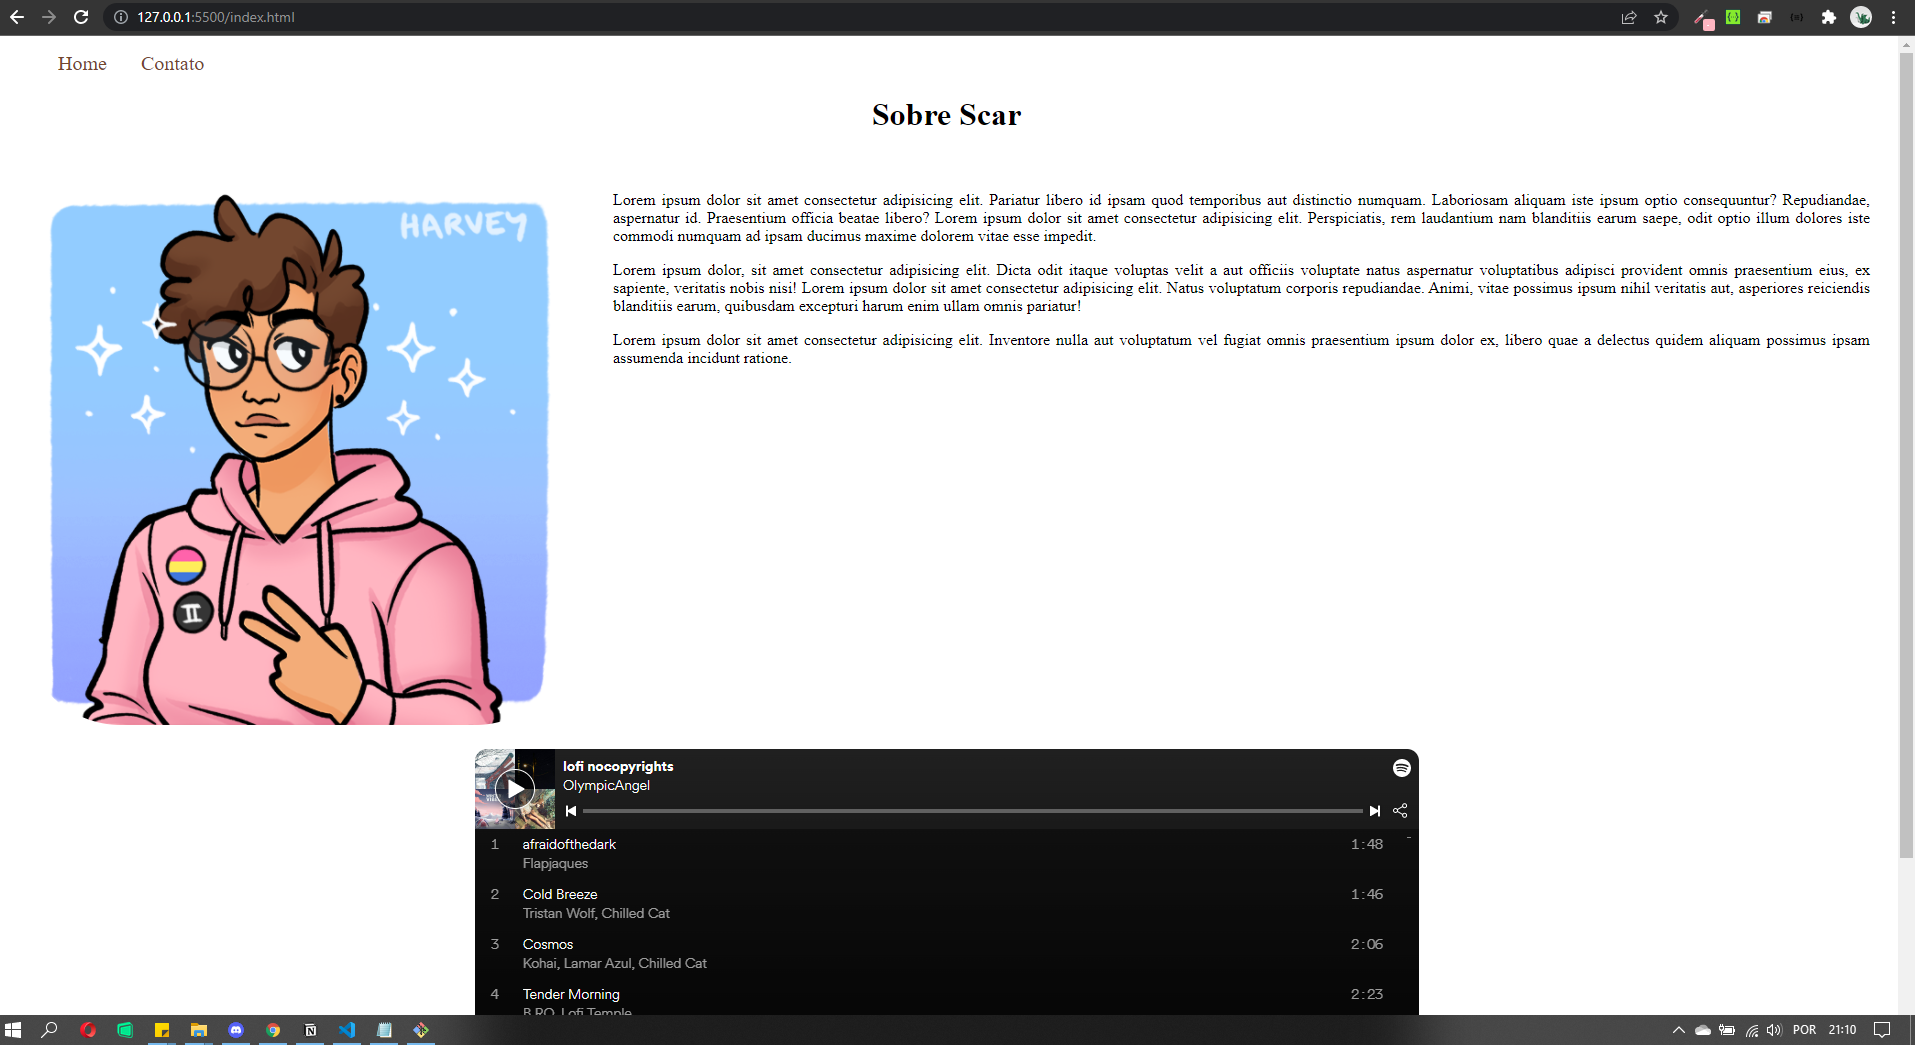 127.0.0.1:5500/index.html
Home Contato
Sobre Scar
HARVEY
Lorem ipsum dolor sit amet consectetur adipisicing elit. Pariatur libero id ipsam quod temporibus aut distinctio numquam. Laboriosam aliquam iste ipsum optio consequuntur? Repudiandae,
aspernatur id. Praesentium officia beatae libero? Lorem ipsum dolor sit amet consectetur adipisicing elit. Perspiciatis, rem laudantium nam blanditiis earum saepe, odit optio illum dolores iste
commodi numquam ad ipsam ducimus maxime dolorem vitae esse impedit.
Lorem ipsum dolor, sit amet consectetur adipisicing elit. Dicta odit itaque voluptas velit a aut officiis voluptate natus aspernatur voluptatibus adipisci provident omnis praesentium eius, ex
sapiente, veritatis nobis nisi! Lorem ipsum dolor sit amet consectetur adipisicing elit. Natus voluptatum corporis repudiandae. Animi, vitae possimus ipsum nihil veritatis aut, asperiores reiciendis
blanditiis earum, quibusdam excepturi harum enim ullam omnis pariatur!
Lorem ipsum dolor sit amet consectetur adipisicing elit. Inventore nulla aut voluptatum vel fugiat omnis praesentium ipsum dolor ex, libero quae a delectus quidem aliquam possimus ipsam
assumenda incidunt ratione.
lofi nocopyrights
OlympicAngel
1 afraidofthedark 1:48
Flapjaques
2 Cold Breeze 1:46
Tristan Wolf, Chilled Cat
3 Cosmos 2:06
Kohai, Lamar Azul, Chilled Cat
4 Tender Morning 2:23
B.RO, Lofi Temple
POR 21:10